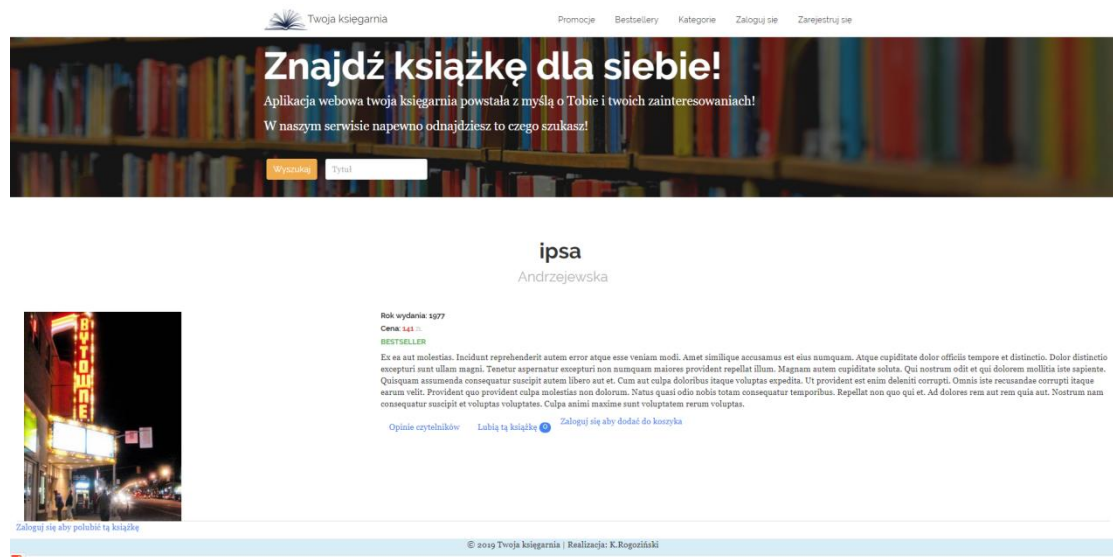 Twoja księgarnia
Promocje Bestsellery Kategorie Zaloguj się Zarejestruj się
Znajdź książkę dla siebie!
Aplikacja webowa twoja księgarnia powstała z myślą o Tobie i twoich zainteresowaniach!
W naszym serwisie napewno odnajdziesz to czego szukasz!
Wyszukaj Tytuł
ipsa
Andrzejewska
BYTOWNE
Rok wydania: 1977
Cena: 141 ZŁ
BESTSELLER
Ex ea aut molestias. Incidunt reprehenderit autem error atque esse veniam modi. Amet similique accusamus est eius numquam. Atque cupiditate dolor officiis tempore et distinctio. Dolor distinctio
excepturi sunt ullam magni. Tenetur aspernatur excepturi non numquam maiores provident repellat illum. Magnam autem cupiditate soluta. Qui nostrum odit et qui dolorem mollitia iste sapiente.
Quisquam assumenda consequatur suscipit autem libero aut et. Cum aut culpa doloribus itaque voluptas expedita. Ut provident est enim deleniti corrupti. Omnis iste recusandae corrupti itaque
earum velit. Provident quo provident culpa molestias non dolorum. Natus quasi odio nobis totam consequatur temporibus. Repellat non quo qui et. Ad dolores rem aut rem quia aut. Nostrum nam
consequatur suscipit et voluptas voluptates. Culpa animi maxime sunt voluptatem rerum voluptas.
Opinie czytelników Lubią tą książkę 0 Zaloguj się aby dodać do koszyka
Zaloguj się aby polubić tą książkę
© 2019 Twoja księgarnia | Realizacja: K.Rogoziński